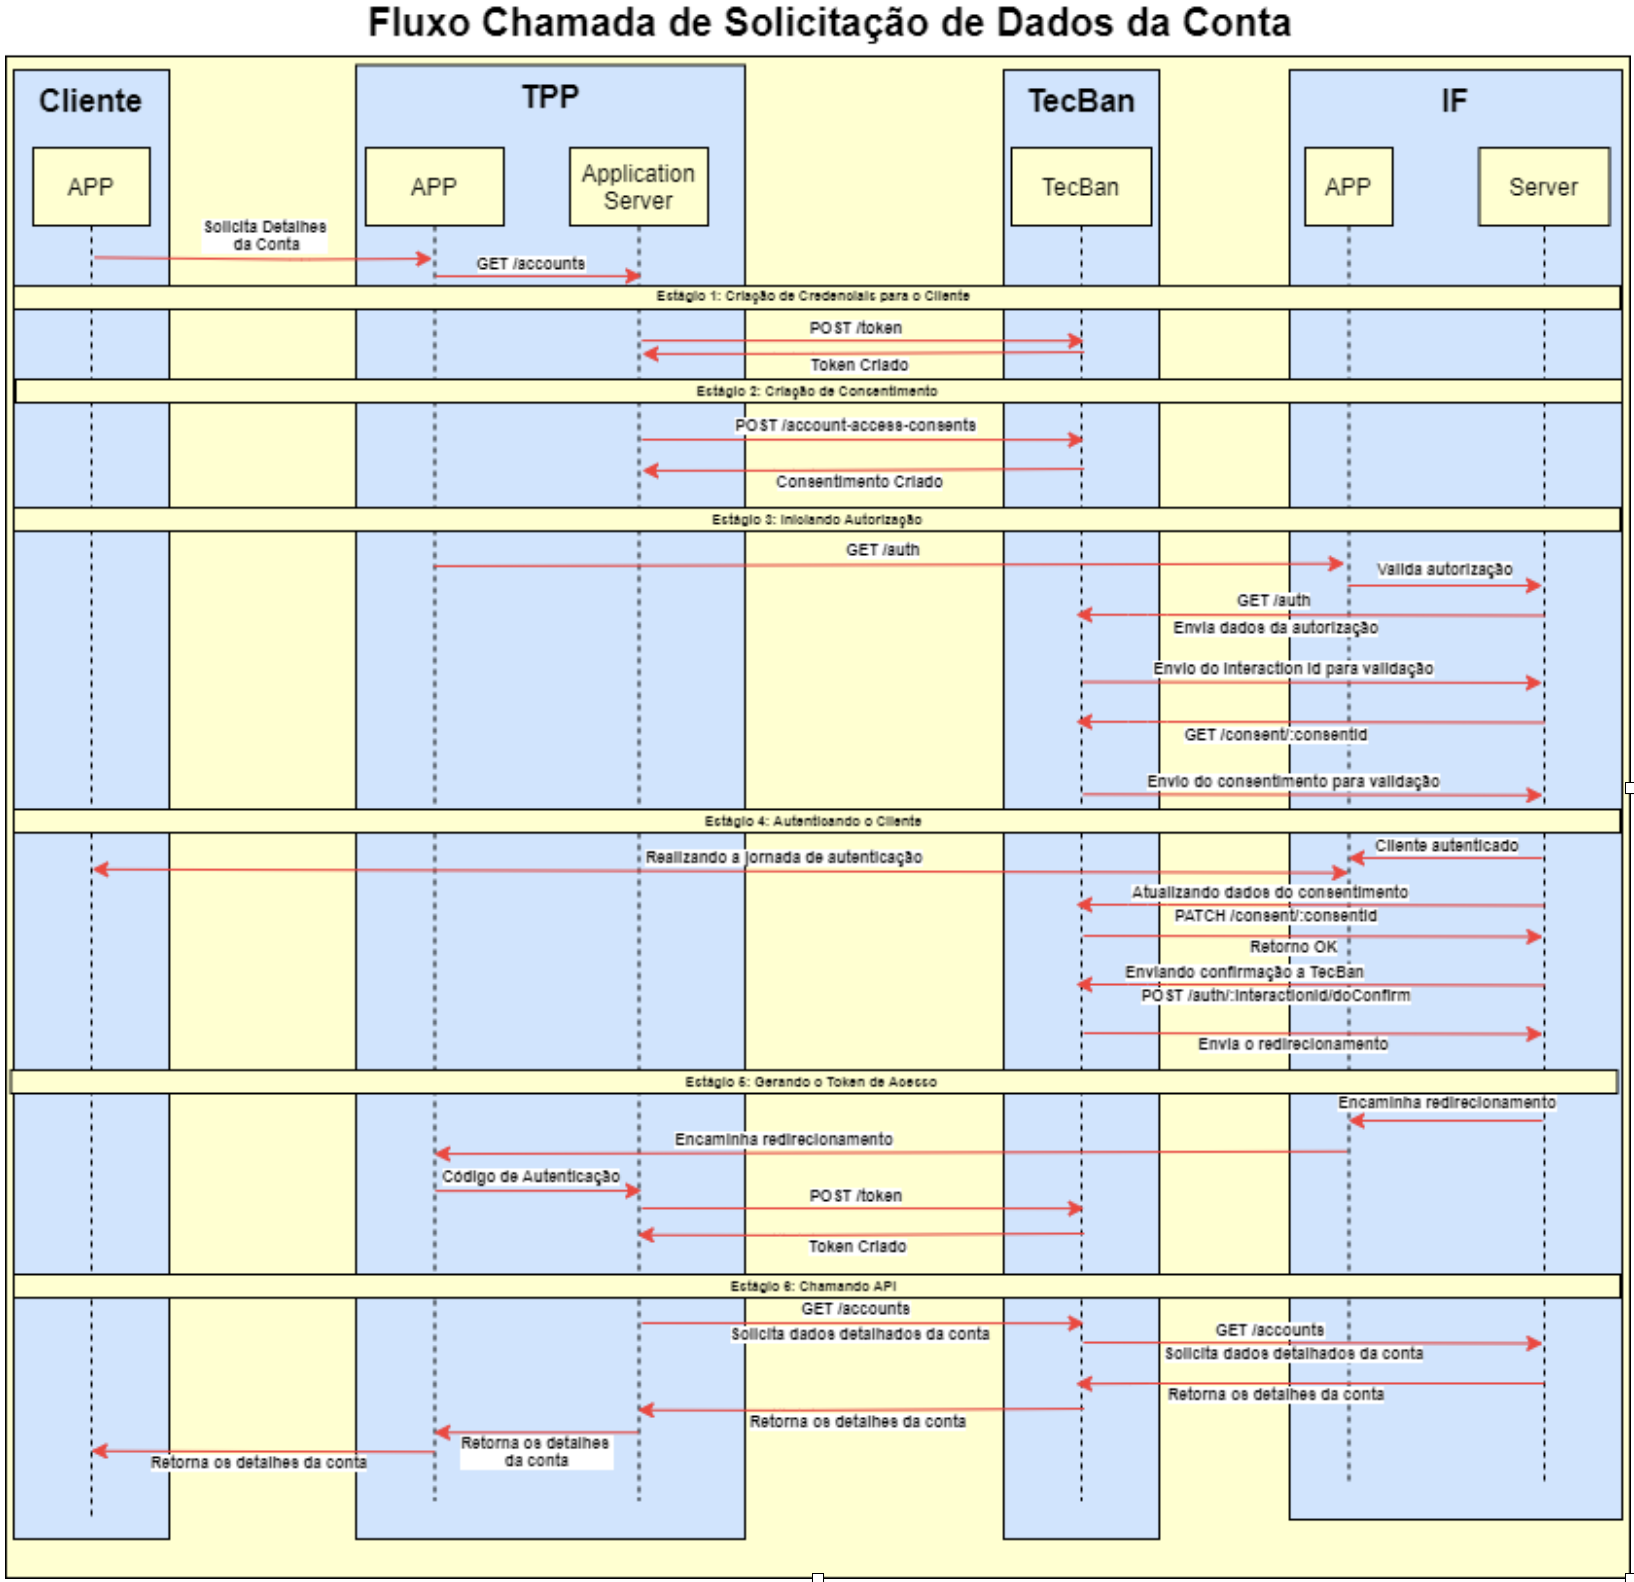 Fluxo Chamada de Solicitação de Dados da Conta
Cliente
TPP
TecBan
IF
APP
APP
Application
Server
TecBan
APP
Server
Solicita Detalhes
da Conta
GET /accounts
Estágio 1: Criação de Credenciais para o Cliente
POST /token
Token Criado
Estágio 2: Criação de Consentimento
POST /account-access-consents
Consentimento Criado
Estágio 3: Iniciando Autorização
GET /auth
Valida autorização
GET /auth
Envia dados da autorização
Envio do Interaction Id para validação
GET /consent/:consentId
Envio do consentimento para validação
Estágio 4: Autenticando o Cliente
Cliente autenticado
Realizando a jornada de autenticação
Atualizando dados do consentimento
PATCH /consent/:consentId
Retorno OK
Enviando confirmação a TecBan
POST /auth/:InteractionId/doConfirm
Envia o redirecionamento
Estágio 5: Gerando o Token de Acesso
Encaminha redirecionamento
Encaminha redirecionamento
Código de Autenticação
POST /token
Token Criado
Estágio 6: Chamando API
GET /accounts
Solicita dados detalhados da conta
GET /accounts
Solicita dados detalhados da conta
Retorna os detalhes da conta
Retorna os detalhes da conta
Retorna os detalhes
da conta
Retorna os detalhes da conta